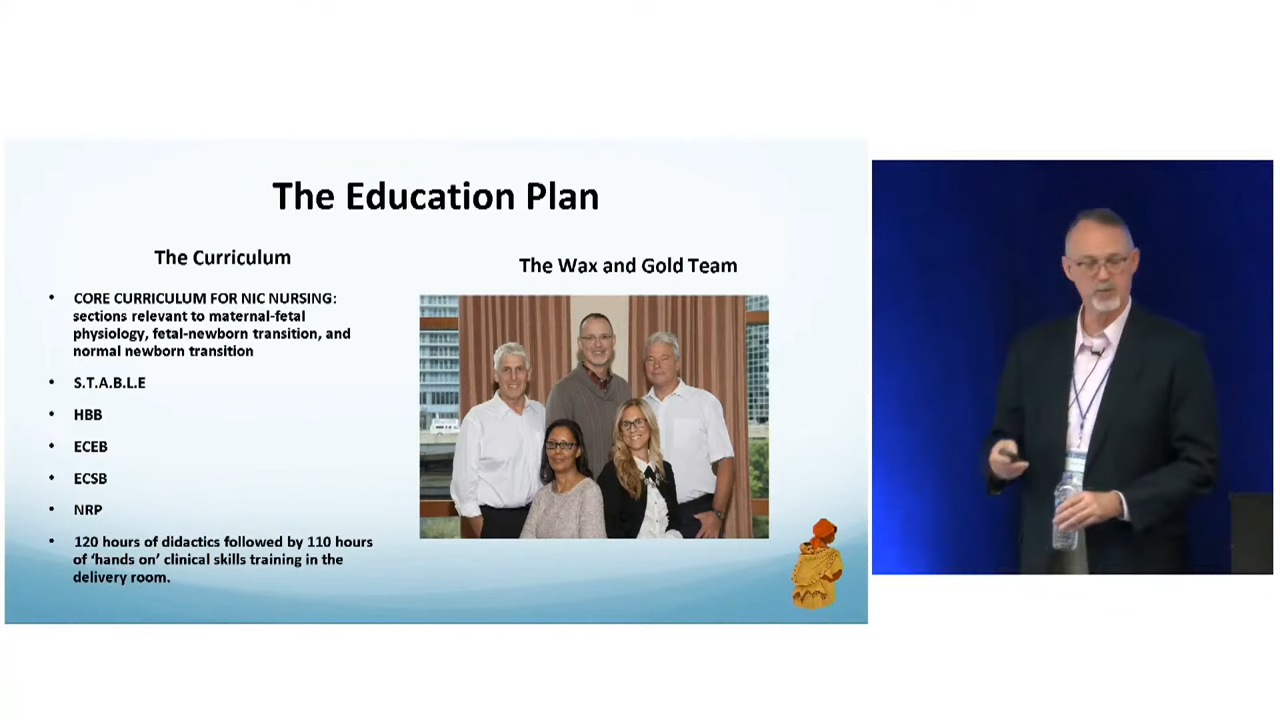 The Education Plan
The Curriculum
• CORE CURRICULUM FOR NIC NURSING:
sections relevant to maternal-fetal
physiology, fetal-newborn transition, and
normal newborn transition
• S.T.A.B.L.E
• HBB
• ECEB
• ECSB
• NRP
• 120 hours of didactics followed by 110 hours
of ‘hands on’ clinical skills training in the
delivery room.
The Wax and Gold Team